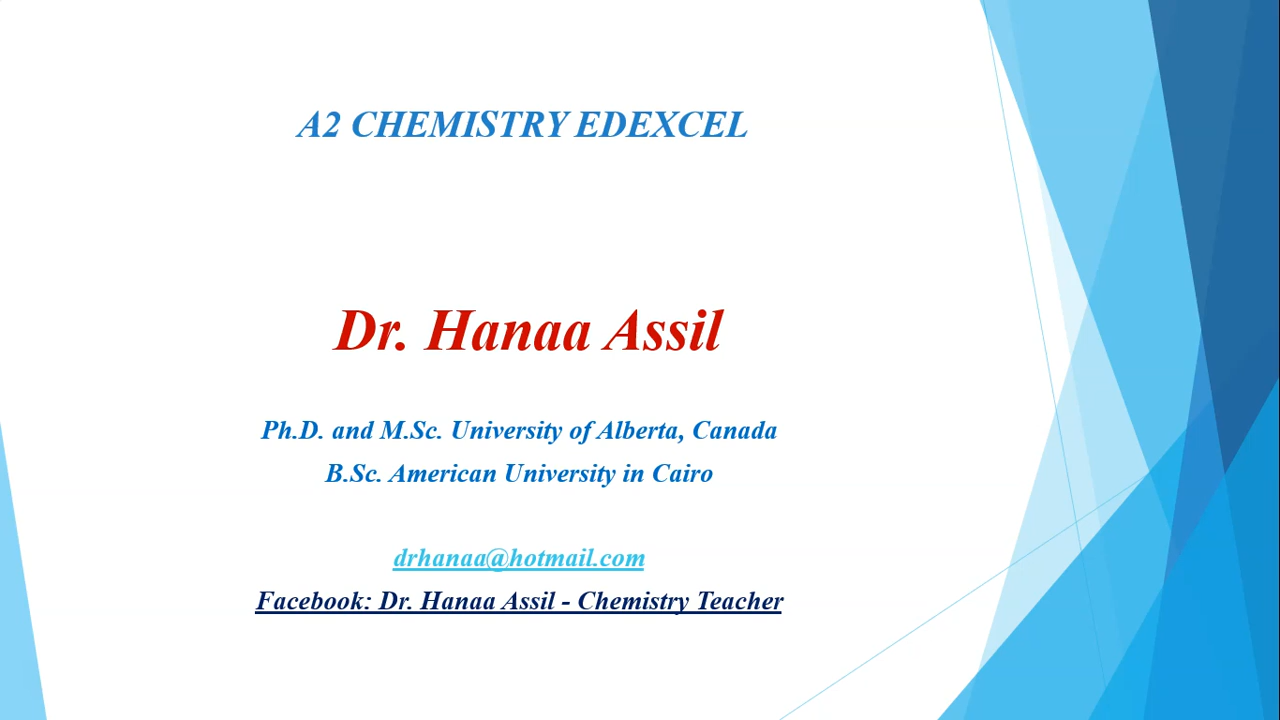 A2 CHEMISTRY EDEXCEL
Dr. Hanaa Assil
Ph.D. and M.Sc. University of Alberta, Canada
B.Sc. American University in Cairo
drhanaa@hotmail.com
Facebook: Dr. Hanaa Assil - Chemistry Teacher